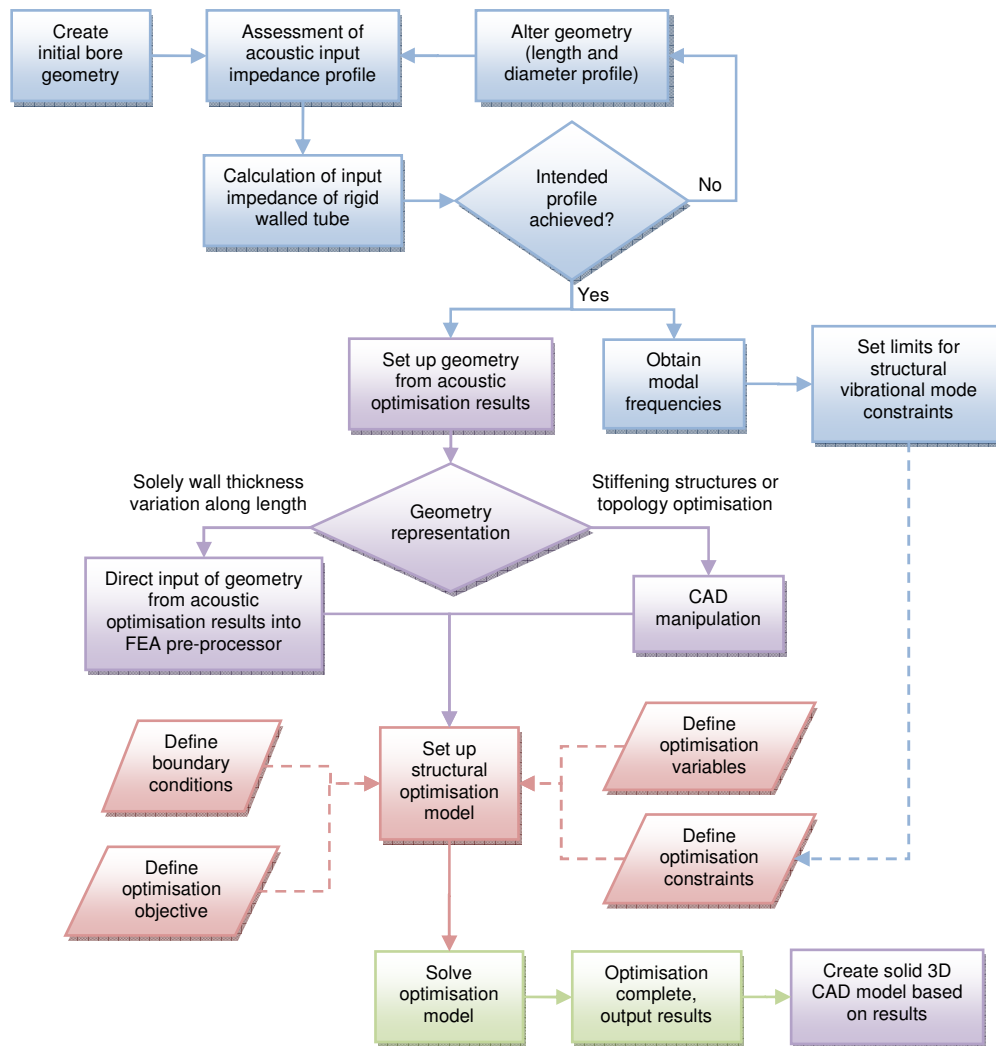 Create
initial bore
geometry
Assessment of
acoustic input
impedance profile
Alter geometry
(length and
diameter profile)
Calculation of input
impedance of rigid
walled tube
Intended
profile
achieved?
No
Yes
Set up geometry
from acoustic
optimisation results
Obtain
modal
frequencies
Set limits for
structural
vibrational mode
constraints
Solely wall thickness
variation along length
Geometry
representation
Stiffening structures or
topology optimisation
Direct input of geometry
from acoustic
optimisation results into
FEA pre-processor
CAD
manipulation
Define
boundary
conditions
Set up
structural
optimisation
model
Define
optimisation
variables
Define
optimisation
objective
Define
optimisation
constraints
Solve
optimisation
model
Optimisation
complete,
output results
Create solid 3D
CAD model based
on results